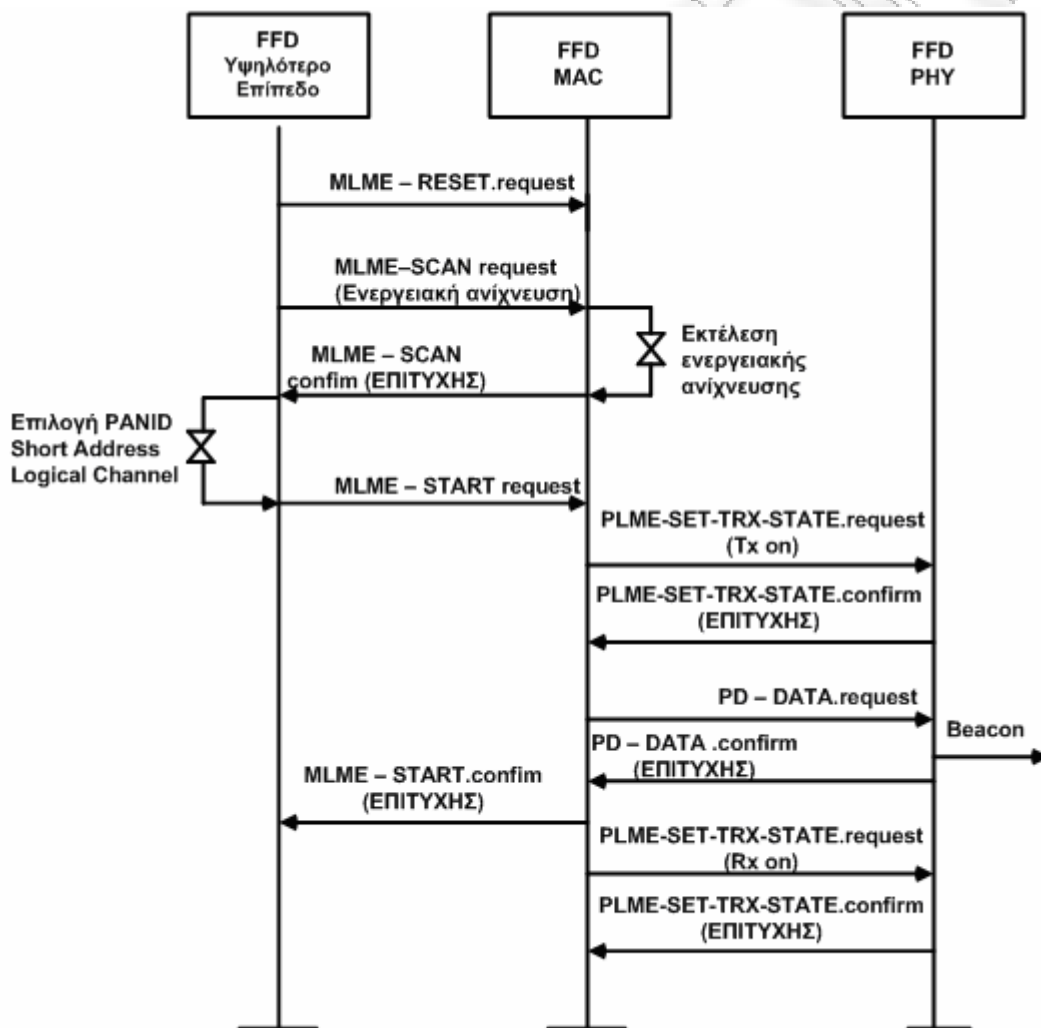 FFD
Υψηλότερο
Επίπεδο
FFD
MAC
FFD
PHY
MLME – RESET.request
MLME–SCAN request
(Ενεργειακή ανίχνευση)
Εκτέλεση
ενεργειακής
ανίχνευσης
MLME – SCAN
confim (ΕΠΙΤΥΧΗΣ)
Επιλογή PANID
Short Address
Logical Channel
MLME – START request
PLME-SET-TRX-STATE.request
(Tx on)
PLME-SET-TRX-STATE.confirm
(ΕΠΙΤΥΧΗΣ)
PD – DATA.request
Beacon
PD – DATA .confirm
(ΕΠΙΤΥΧΗΣ)
MLME – START.confim
(ΕΠΙΤΥΧΗΣ)
PLME-SET-TRX-STATE.request
(Rx on)
PLME-SET-TRX-STATE.confirm
(ΕΠΙΤΥΧΗΣ)